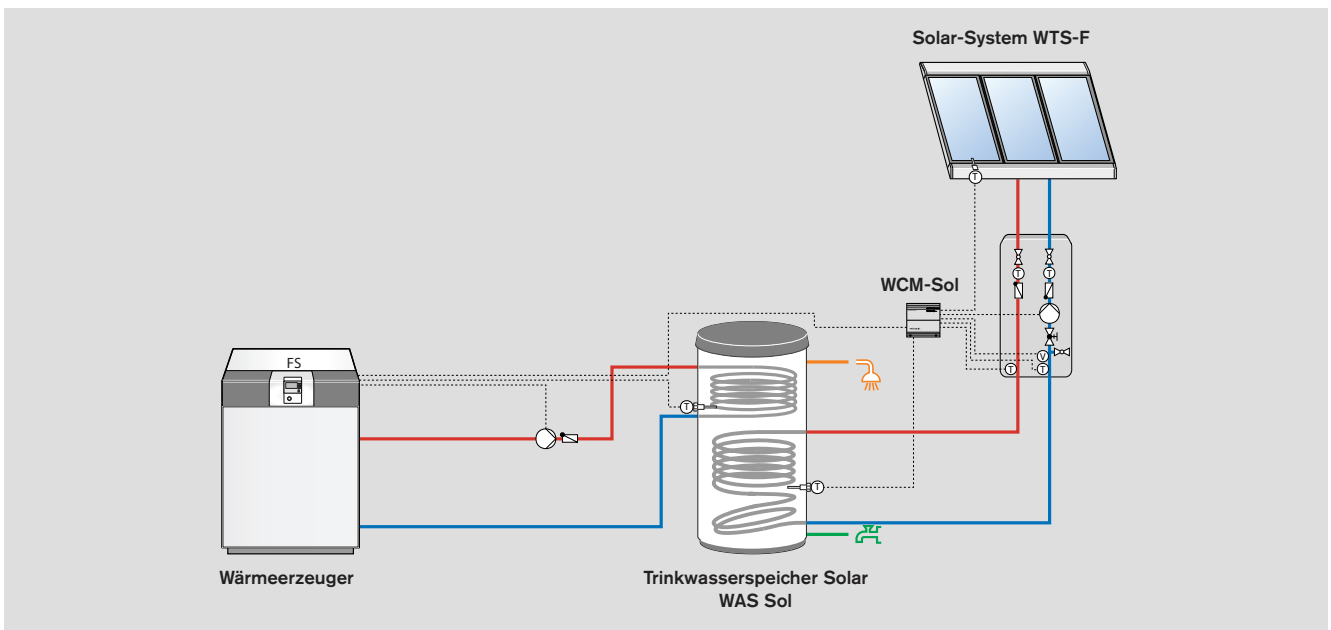 Solar-System WTS-F
T
WCM-Sol
T
T
FS
V
T
T
T
T
Wärmeerzeuger
Trinkwasserspeicher Solar
WAS Sol